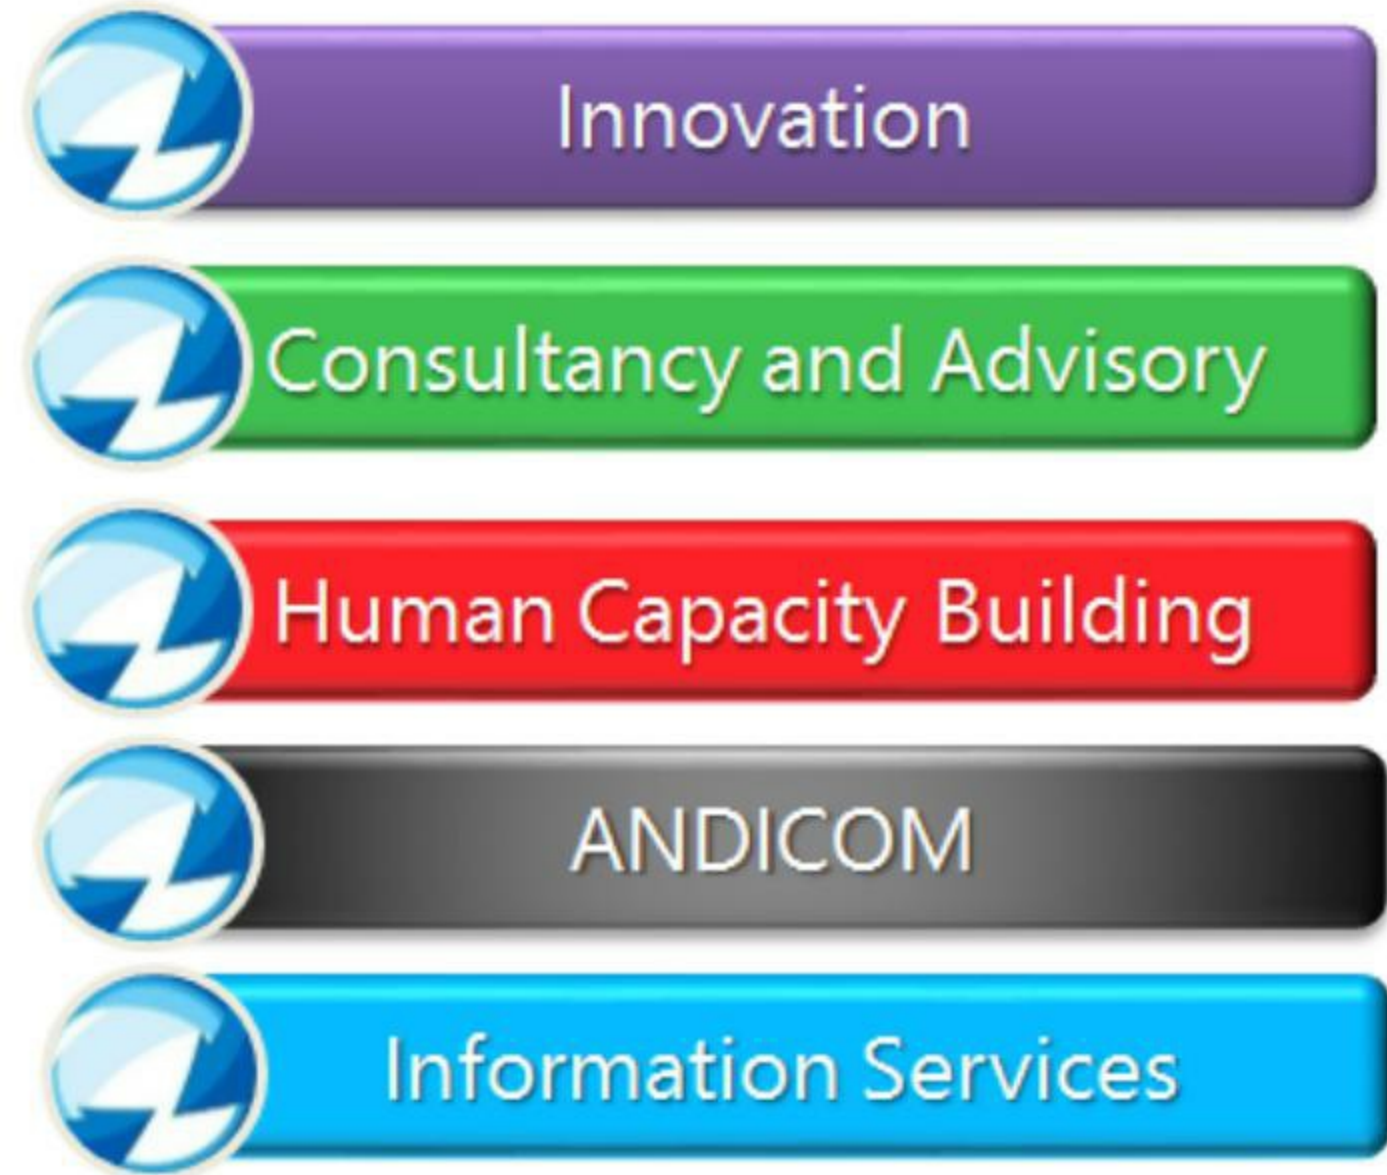 Innovation
Consultancy and Advisory
Human Capacity Building
ANDICOM
Information Services